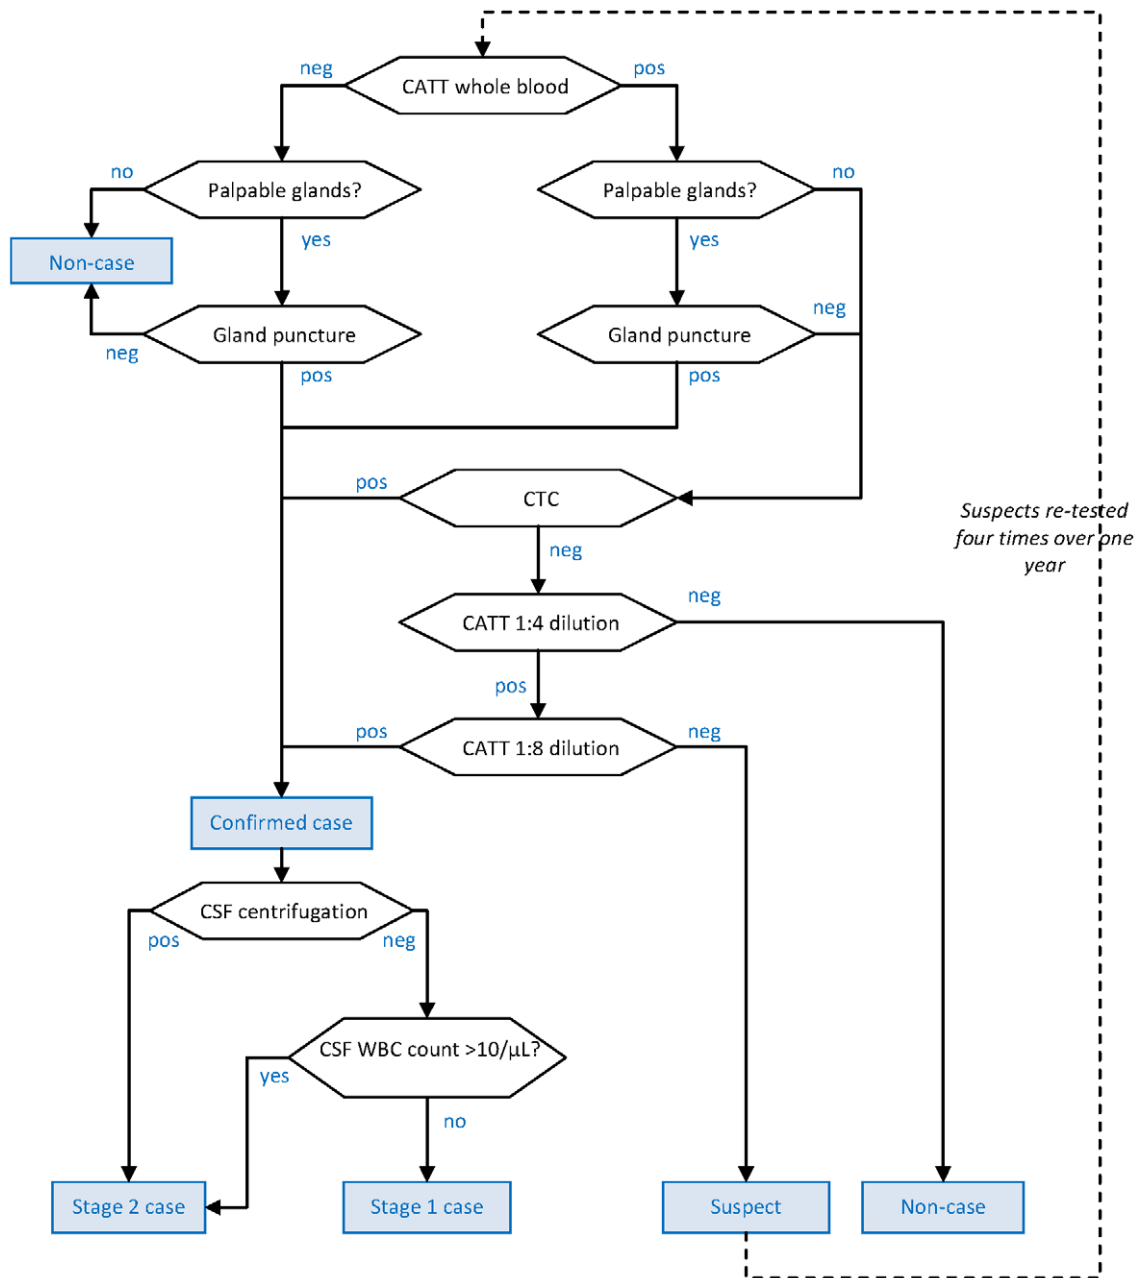 CATT whole blood
neg
pos
Palpable glands?
no
yes
Palpable glands?
no
yes
Non-case
Gland puncture
neg
pos
Gland puncture
neg
pos
CTC
pos
neg
Suspects re-tested
four times over one
year
CATT 1:4 dilution
neg
pos
CATT 1:8 dilution
pos
neg
Confirmed case
CSF centrifugation
pos
neg
CSF WBC count >10/µL?
yes
no
Stage 2 case
Stage 1 case
Suspect
Non-case